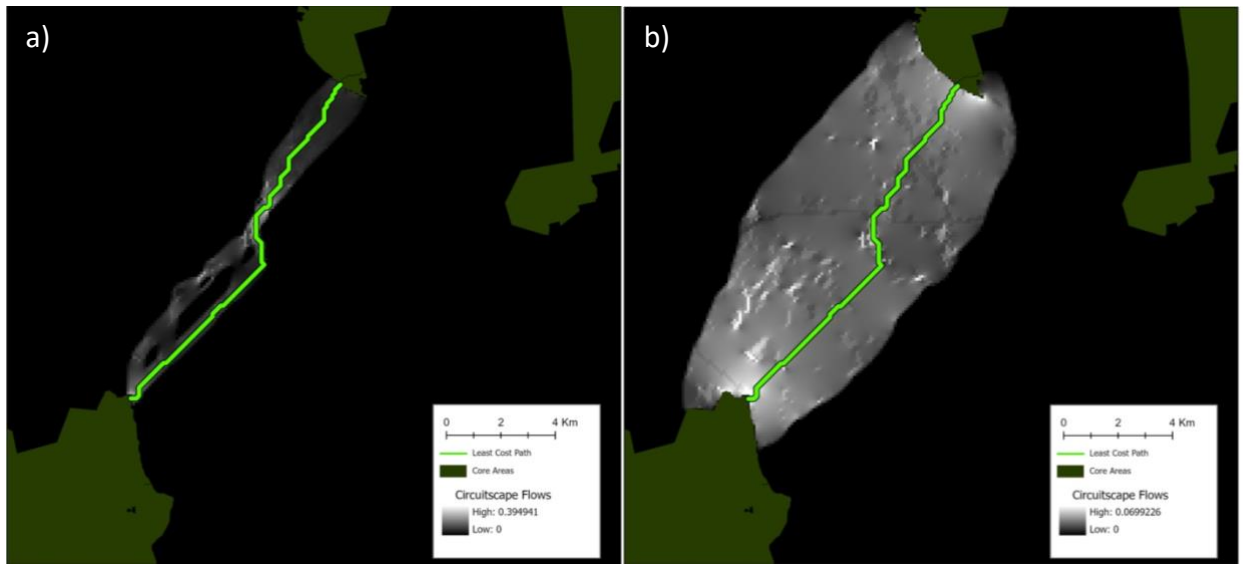 a)
0 2 4 Km
Least Cost Path
Core Areas
Circuitscape Flows
High: 0.394941
Low: 0
b)
0 2 4 Km
Least Cost Path
Core Areas
Circuitscape Flows
High: 0.0699226
Low: 0